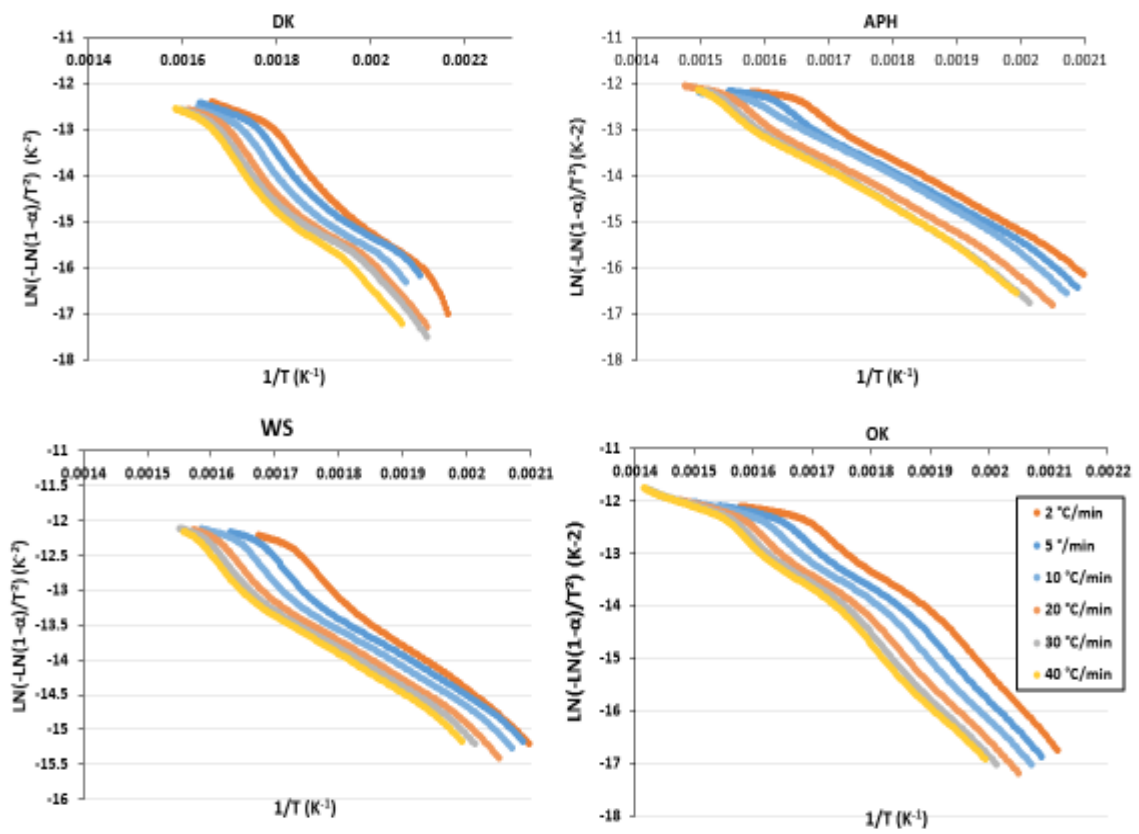 DK
-11
0.0014 0.0016 0.0018 0.002 0.0022
-12
-13
-14
-15
-16
-17
-18
LN(-LN(1-α)/T²) (K⁻²)
1/T (K⁻¹)
APH
-11
0.0014 0.0015 0.0016 0.0017 0.0018 0.0019 0.002 0.0021
-12
-13
-14
-15
-16
-17
-18
LN(-LN(1-α)/T²) (K-2)
1/T (K⁻¹)
WS
-11
0.0014 0.0015 0.0016 0.0017 0.0018 0.0019 0.002 0.0021
-11.5
-12
-12.5
-13
-13.5
-14
-14.5
-15
-15.5
-16
LN(-LN(1-α)/T²) (K⁻²)
1/T (K⁻¹)
OK
-11
0.0014 0.0015 0.0016 0.0017 0.0018 0.0019 0.002 0.0021 0.0022
-12
-13
-14
-15
-16
-17
-18
LN(-LN(1-α)/T²) (K-2)
1/T (K⁻¹)
2 °C/min
5 °/min
10 °C/min
20 °C/min
30 °C/min
40 °C/min